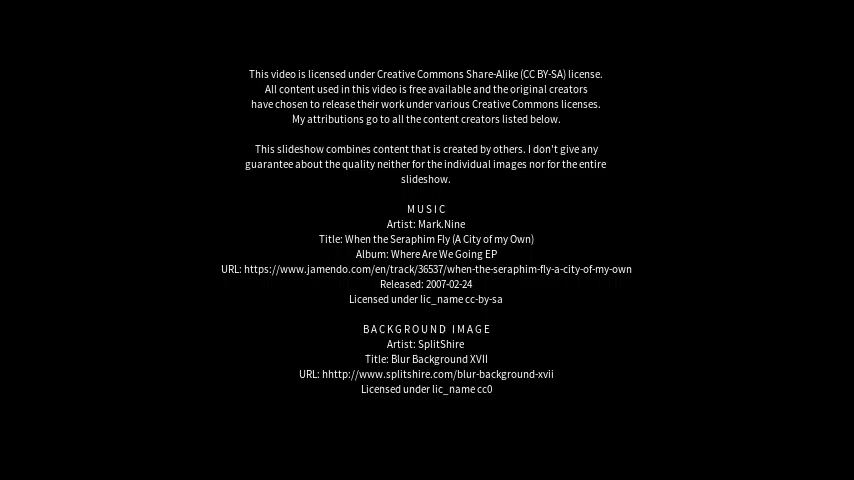 This video is licensed under Creative Commons Share-Alike (CC BY-SA) license.
All content used in this video is free available and the original creators
have chosen to release their work under various Creative Commons licenses.
My attributions go to all the content creators listed below.
This slideshow combines content that is created by others. I don't give any
guarantee about the quality neither for the individual images nor for the entire
slideshow.
MUSIC
Artist: Mark.Nine
Title: When the Seraphim Fly (A City of my Own)
Album: Where Are We Going EP
URL: https://www.jamendo.com/en/track/36537/when-the-seraphim-fly-a-city-of-my-own
Released: 2007-02-24
Licensed under lic_name cc-by-sa
BACKGROUND IMAGE
Artist: SplitShire
Title: Blur Background XVII
URL: hhttp://www.splitshire.com/blur-background-xvii
Licensed under lic_name cc0